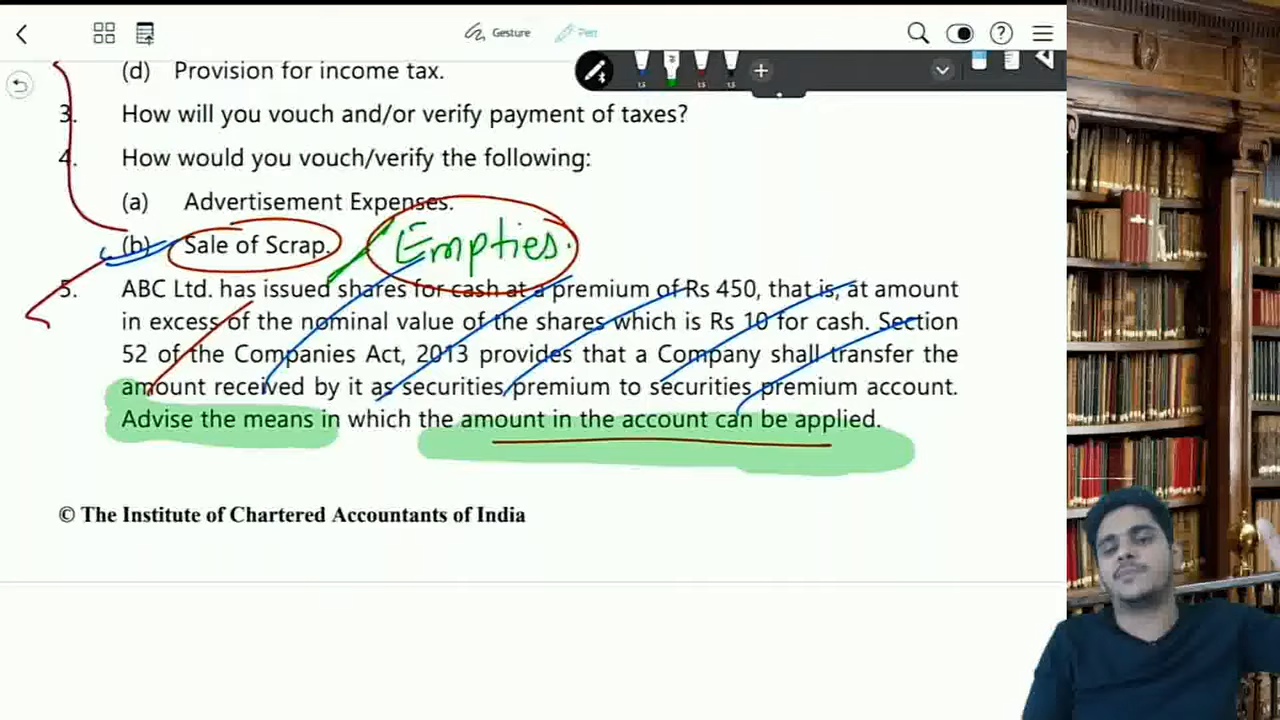 Gesture Pen
(d) Provision for income tax.
3. How will you vouch and/or verify payment of taxes?
4. How would you vouch/verify the following:
(a) Advertisement Expenses.
(b) Sale of Scrap. Empties.
5. ABC Ltd. has issued shares for cash at a premium of Rs 450, that is, at amount
in excess of the nominal value of the shares which is Rs 10 for cash. Section
52 of the Companies Act, 2013 provides that a Company shall transfer the
amount received by it as securities premium to securities premium account.
Advise the means in which the amount in the account can be applied.
© The Institute of Chartered Accountants of India